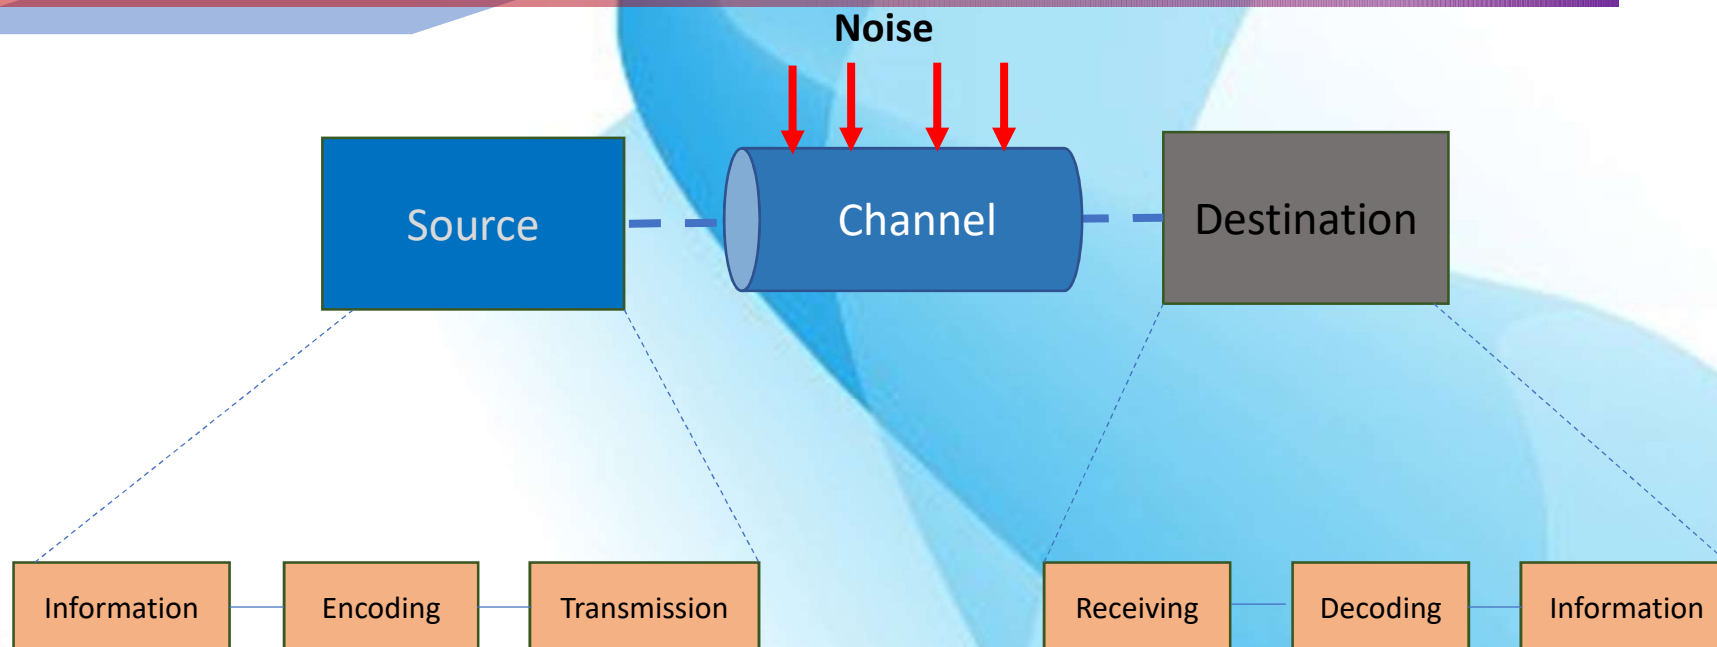 Noise
Source
Channel
Destination
Information
Encoding
Transmission
Receiving
Decoding
Information